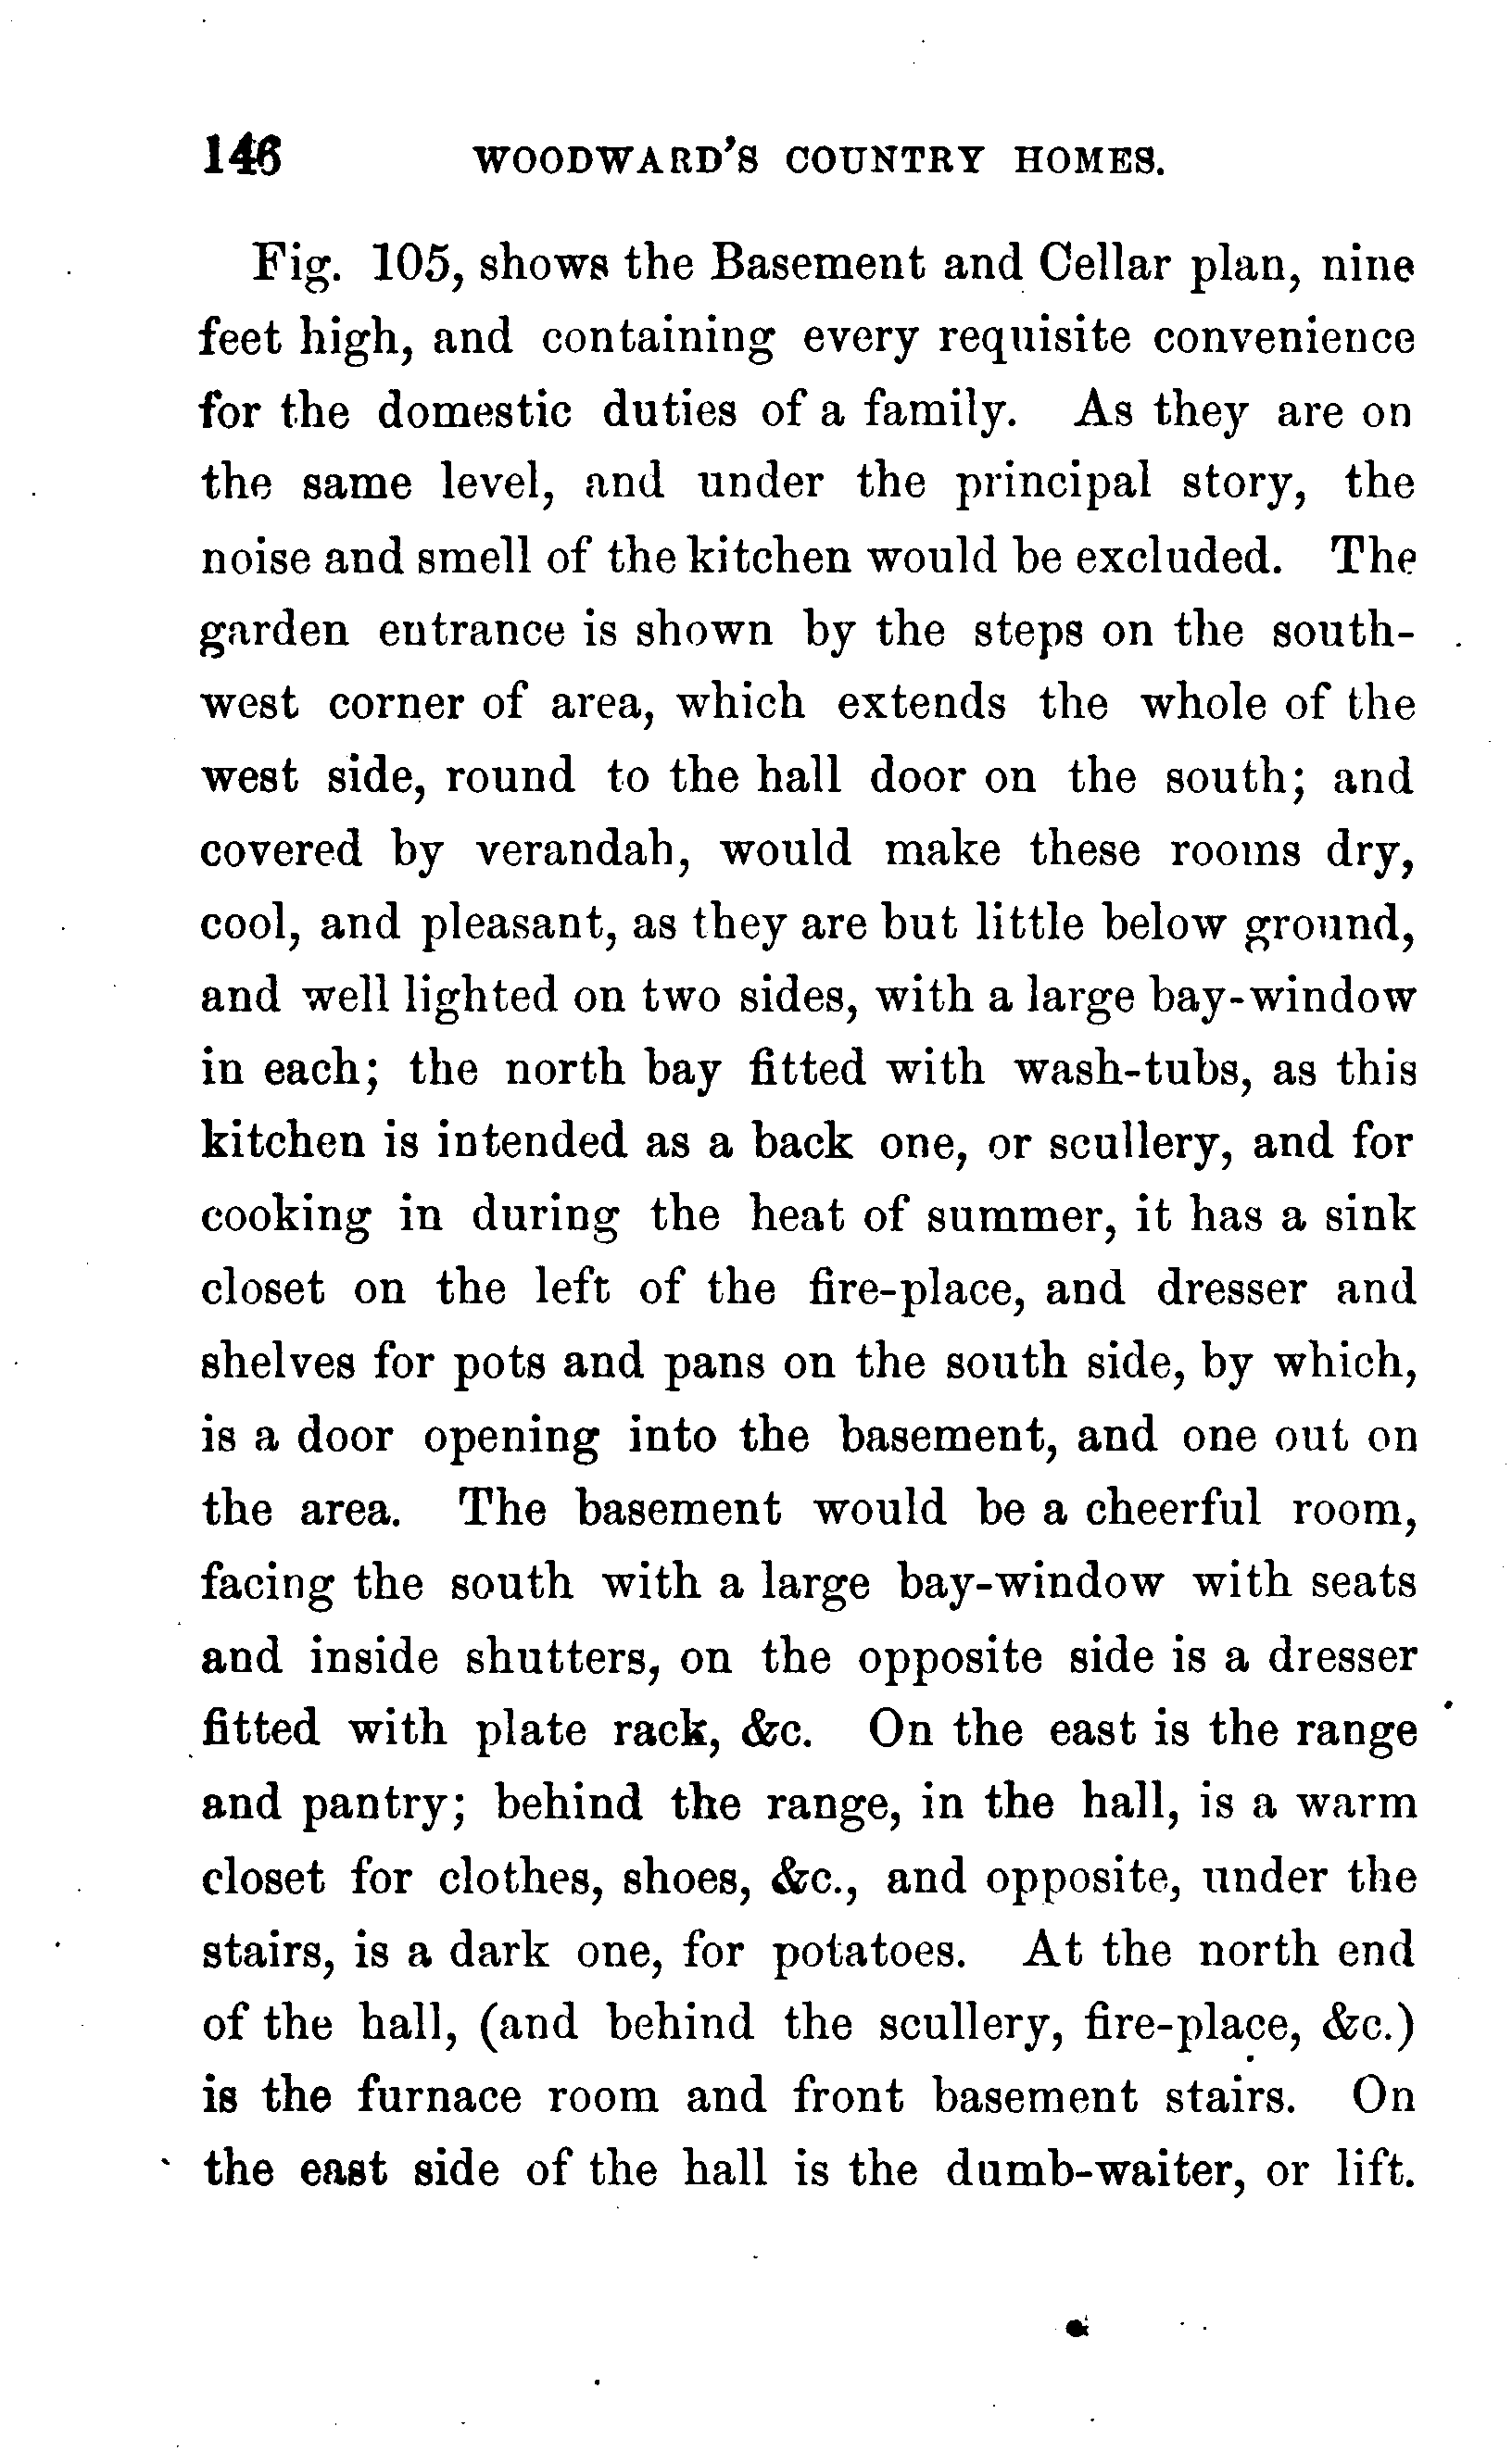 146 WOODWARD'S COUNTRY HOMES.
Fig. 105, shows the Basement and Cellar plan, nine
feet high, and containing every requisite convenience
for the domestic duties of a family. As they are on
the same level, and under the principal story, the
noise and smell of the kitchen would be excluded. The
garden entrance is shown by the steps on the south-
west corner of area, which extends the whole of the
west side, round to the hall door on the south; and
covered by verandah, would make these rooms dry,
cool, and pleasant, as they are but little below ground,
and well lighted on two sides, with a large bay-window
in each; the north bay fitted with wash-tubs, as this
kitchen is intended as a back one, or scullery, and for
cooking in during the heat of summer, it has a sink
closet on the left of the fire-place, and dresser and
shelves for pots and pans on the south side, by which,
is a door opening into the basement, and one out on
the area. The basement would be a cheerful room,
facing the south with a large bay-window with seats
and inside shutters, on the opposite side is a dresser
fitted with plate rack, &c. On the east is the range
and pantry; behind the range, in the hall, is a warm
closet for clothes, shoes, &c., and opposite, under the
stairs, is a dark one, for potatoes. At the north end
of the hall, (and behind the scullery, fire-place, &c.)
is the furnace room and front basement stairs. On
the east side of the hall is the dumb-waiter, or lift.